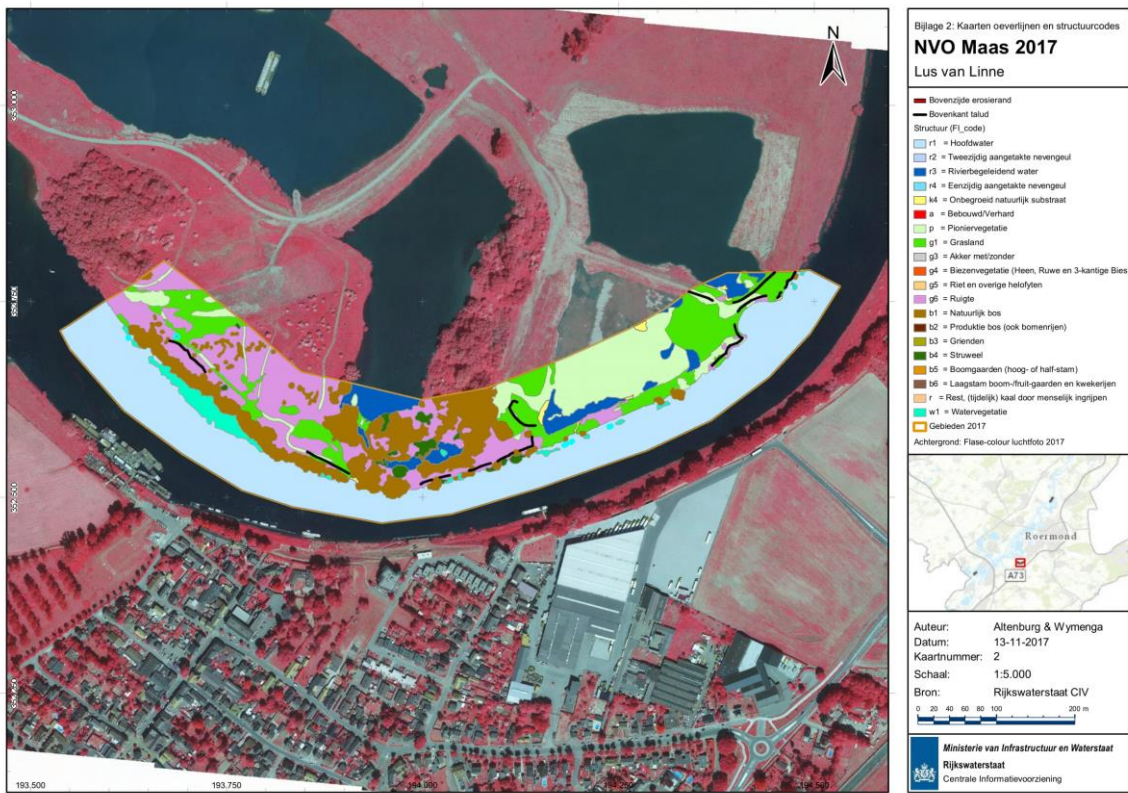 N
Bijlage 2: Kaarten oeverlijnen en structuurcodes
NVO Maas 2017
Lus van Linne
Bovenzijde erosierand
Bovenkant talud
Structuur (Fl_code)
r1 = Hoofdwater
r2 = Tweezijdig aangetakte nevengeul
r3 = Rivierbegeleidend water
r4 = Eenzijdig aangetakte nevengeul
k4 = Onbegroeid natuurlijk substraat
a = Bebouwd/Verhard
p = Pioniervegetatie
g1 = Grasland
g3 = Akker met/zonder
g4 = Biezenvegetatie (Heen, Ruwe en 3-kantige Bies
g5 = Riet en overige helofyten
g6 = Ruigte
b1 = Natuurlijk bos
b2 = Produktie bos (ook bomenrijen)
b3 = Grienden
b4 = Struweel
b5 = Boomgaarden (hoog- of half-stam)
b6 = Laagstam boom-/fruit-gaarden en kwekerijen
r = Rest, (tijdelijk) kaal door menselijk ingrijpen
w1 = Watervegetatie
Gebieden 2017
Achtergrond: Flase-colour luchtfoto 2017
Roermond
A73
Auteur: Altenburg & Wymenga
Datum: 13-11-2017
Kaartnummer: 2
Schaal: 1:5.000
Bron: Rijkswaterstaat CIV
0 20 40 60 80 100 200 m
Ministerie van Infrastructuur en Waterstaat
Rijkswaterstaat
Centrale Informatievoorziening
193.500 193.750 194.000 194.250 194.500